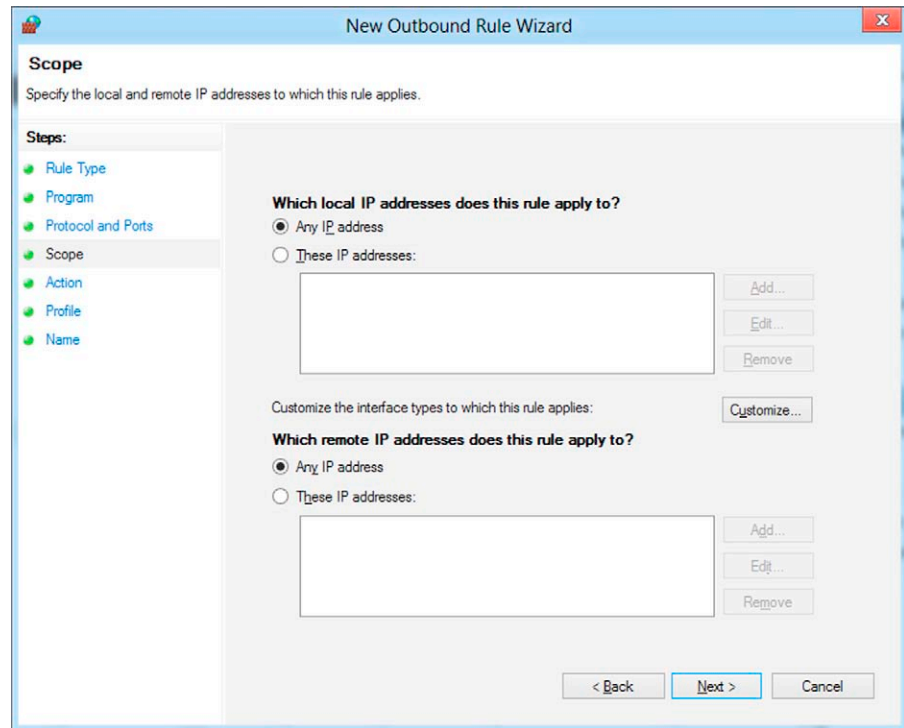 New Outbound Rule Wizard
x
Scope
Specify the local and remote IP addresses to which this rule applies.
Steps:
Rule Type
Program
Protocol and Ports
Scope
Action
Profile
Name
Which local IP addresses does this rule apply to?
Any IP address
These IP addresses:
Add...
Edit...
Remove
Customize the interface types to which this rule applies:
Customize...
Which remote IP addresses does this rule apply to?
Any IP address
These IP addresses:
Add...
Edit...
Remove
< Back
Next >
Cancel